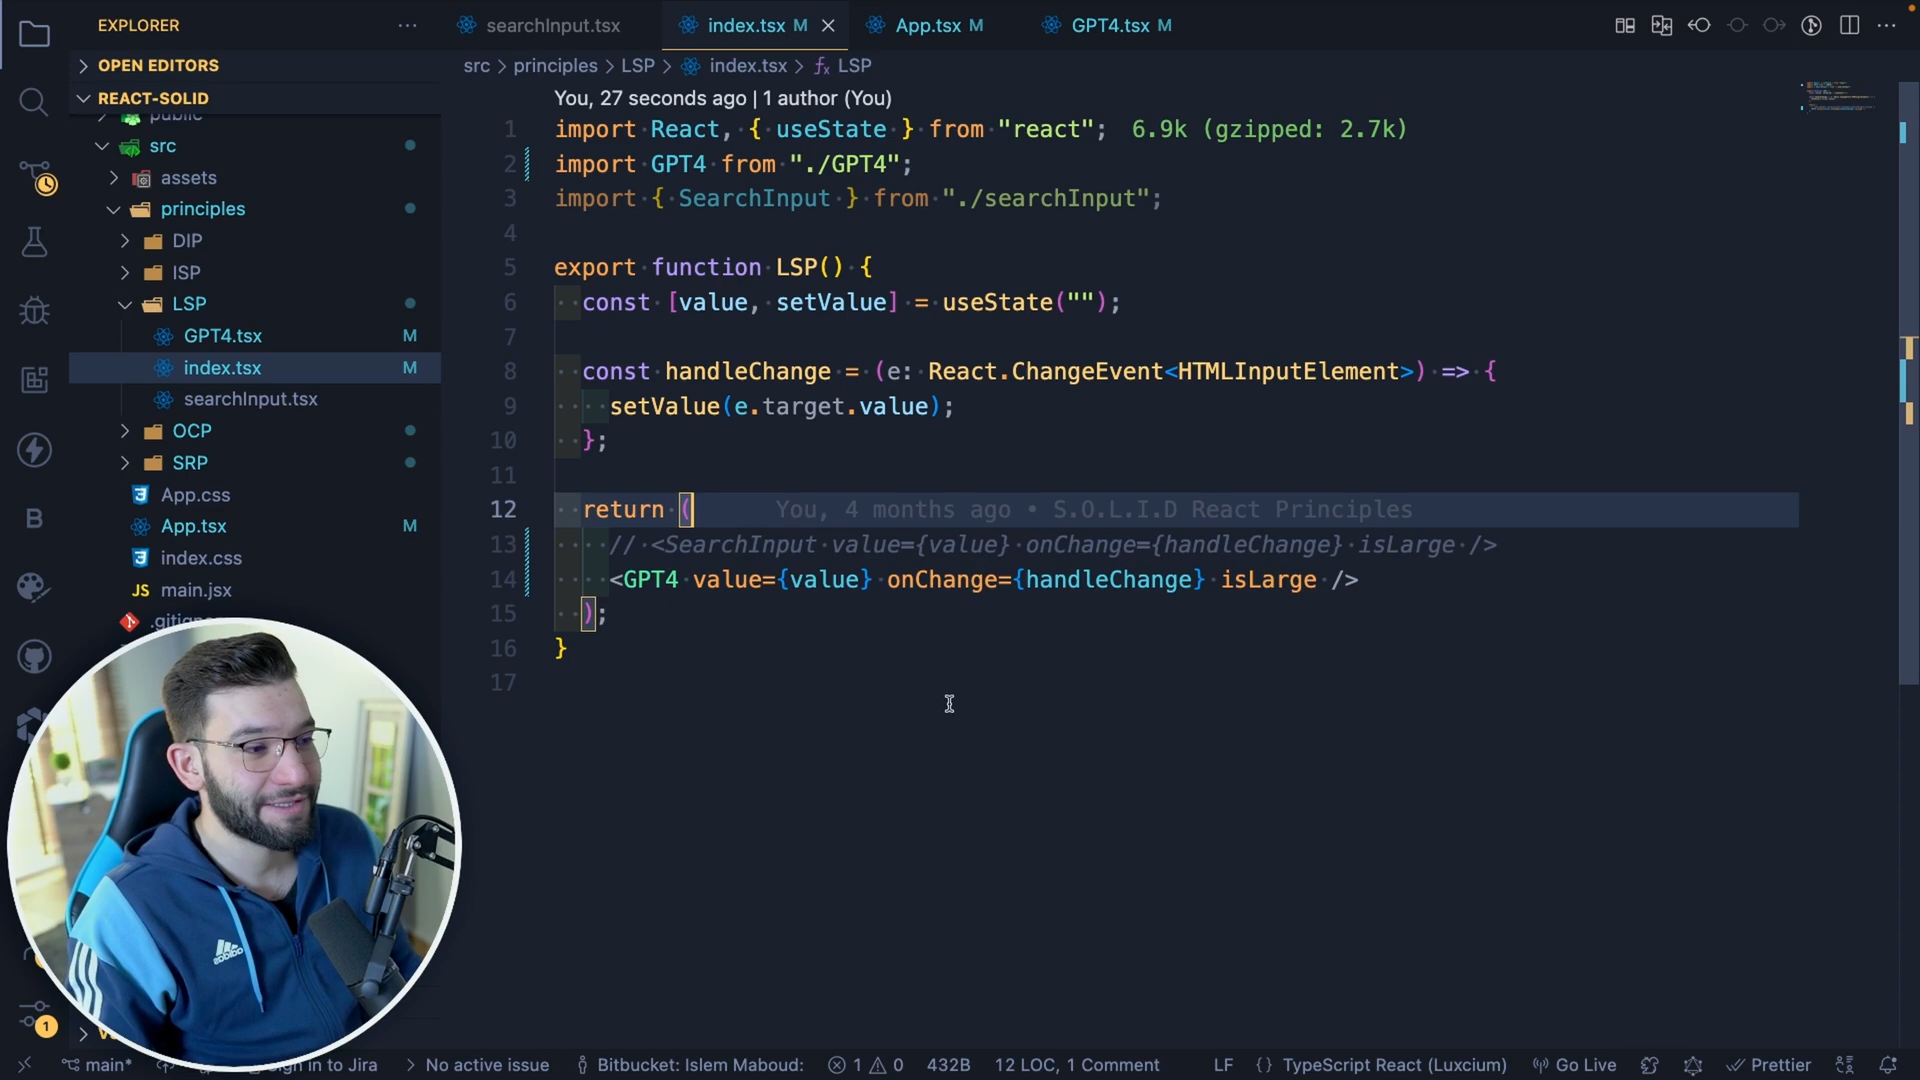 EXPLORER
OPEN EDITORS
REACT-SOLID
public
src
assets
principles
DIP
ISP
LSP
GPT4.tsx M
index.tsx M
searchInput.tsx
OCP
SRP
App.css
App.tsx M
index.css
JS main.jsx
searchInput.tsx
index.tsx M
App.tsx M
GPT4.tsx M
src > principles > LSP > index.tsx > LSP
You, 27 seconds ago | 1 author (You)
1 import React, { useState } from "react"; 6.9k (gzipped: 2.7k)
2 import GPT4 from "./GPT4";
3 import { SearchInput } from "./searchInput";
4
5 export function LSP() {
6 const [value, setValue] = useState("");
7
8 const handleChange = (e: React.ChangeEvent<HTMLInputElement>) => {
9 setValue(e.target.value);
10 };
11
12 return ( You, 4 months ago • S.O.L.I.D React Principles
13 // <SearchInput value={value} onChange={handleChange} isLarge />
14 <GPT4 value={value} onChange={handleChange} isLarge />
15 );
16 }
17
B
1
adidas
main* Sign in to Jira No active issue Bitbucket: Islem Maboud: 1 0 432B 12 LOC, 1 Comment LF {} TypeScript React (Luxcium) Go Live Prettier